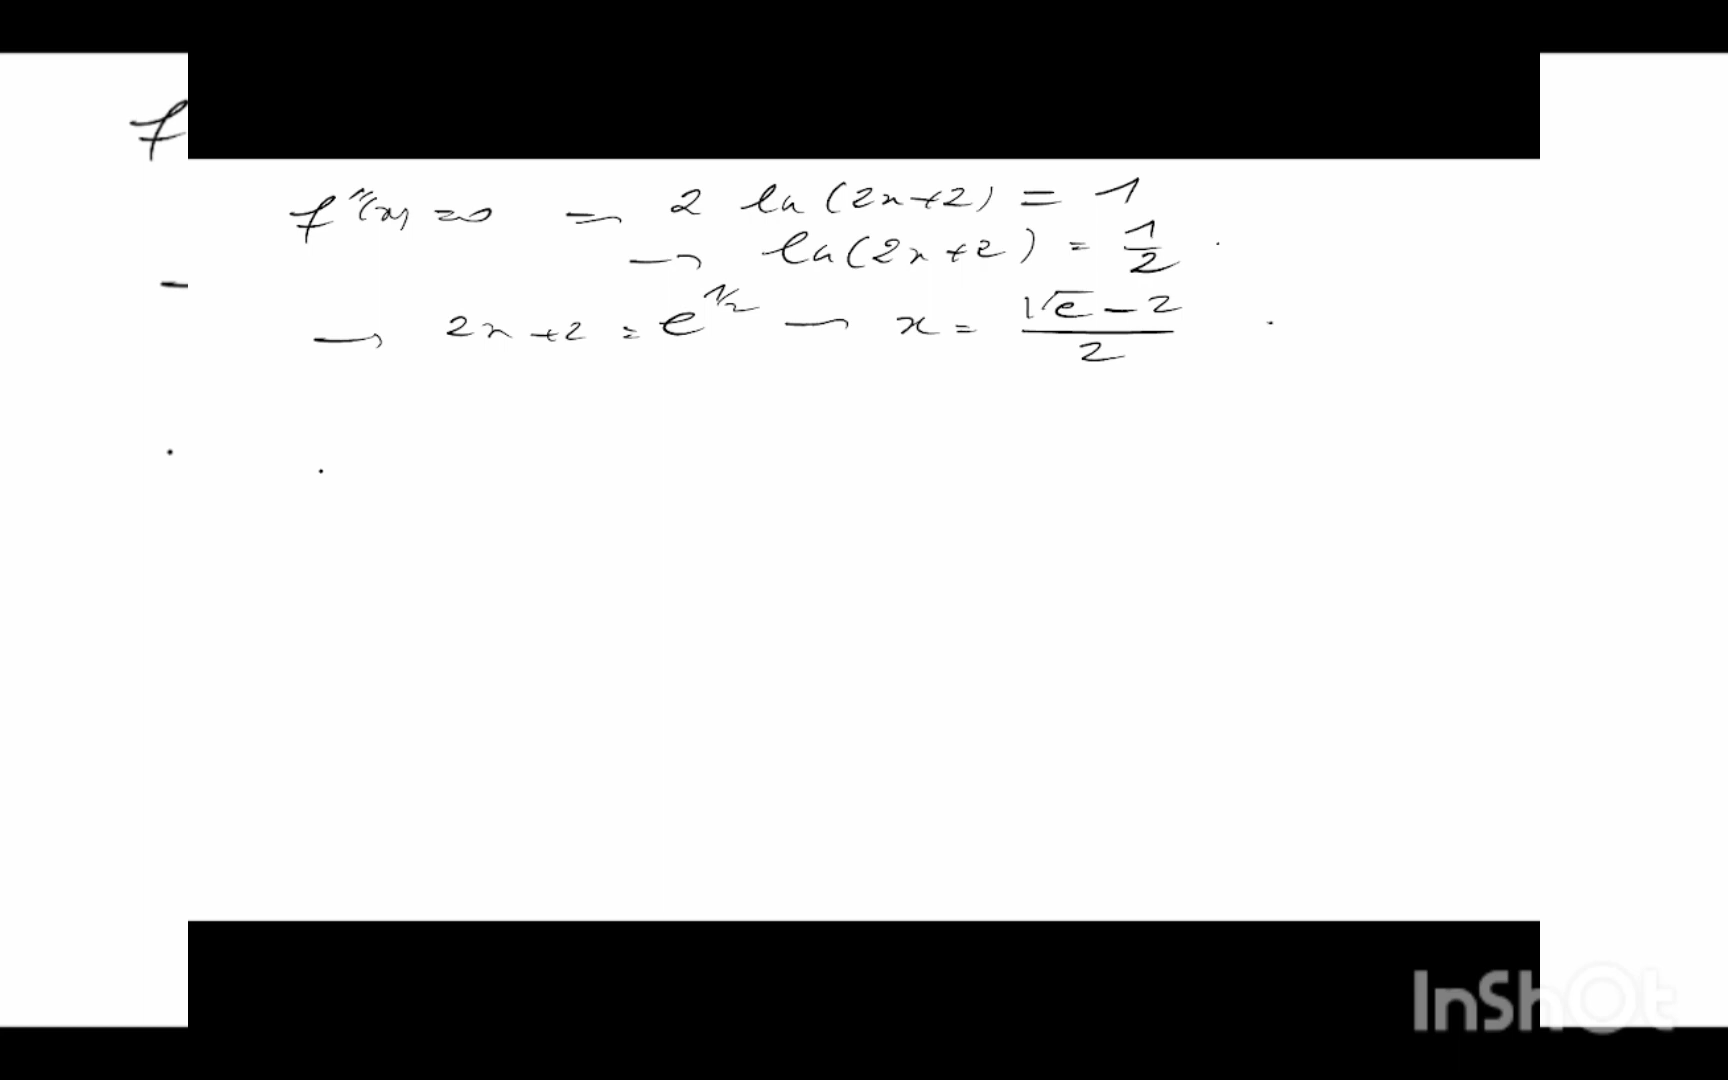 f
f''(x) = 0 → 2 ln(2x+2) = 1
→ ln(2x+2) = 1/2 .
→ 2x+2 = e^1/2 → x = (√e - 2)/2 .
InShot